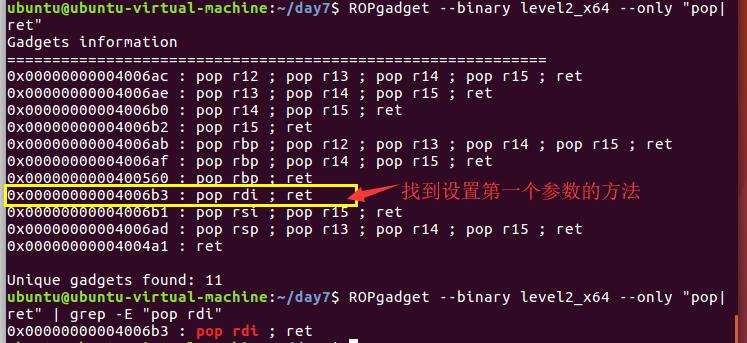 ubuntu@ubuntu-virtual-machine:~/day7$ ROPgadget --binary level2_x64 --only "pop|
ret"
Gadgets information
============================================================
0x00000000004006ac : pop r12 ; pop r13 ; pop r14 ; pop r15 ; ret
0x00000000004006ae : pop r13 ; pop r14 ; pop r15 ; ret
0x00000000004006b0 : pop r14 ; pop r15 ; ret
0x00000000004006b2 : pop r15 ; ret
0x00000000004006ab : pop rbp ; pop r12 ; pop r13 ; pop r14 ; pop r15 ; ret
0x00000000004006af : pop rbp ; pop r14 ; pop r15 ; ret
0x0000000000400560 : pop rbp ; ret
0x00000000004006b3 : pop rdi ; ret 找到设置第一个参数的方法
0x00000000004006b1 : pop rsi ; pop r15 ; ret
0x00000000004006ad : pop rsp ; pop r13 ; pop r14 ; pop r15 ; ret
0x00000000004004a1 : ret
Unique gadgets found: 11
ubuntu@ubuntu-virtual-machine:~/day7$ ROPgadget --binary level2_x64 --only "pop|
ret" | grep -E "pop rdi"
0x00000000004006b3 : pop rdi ; ret